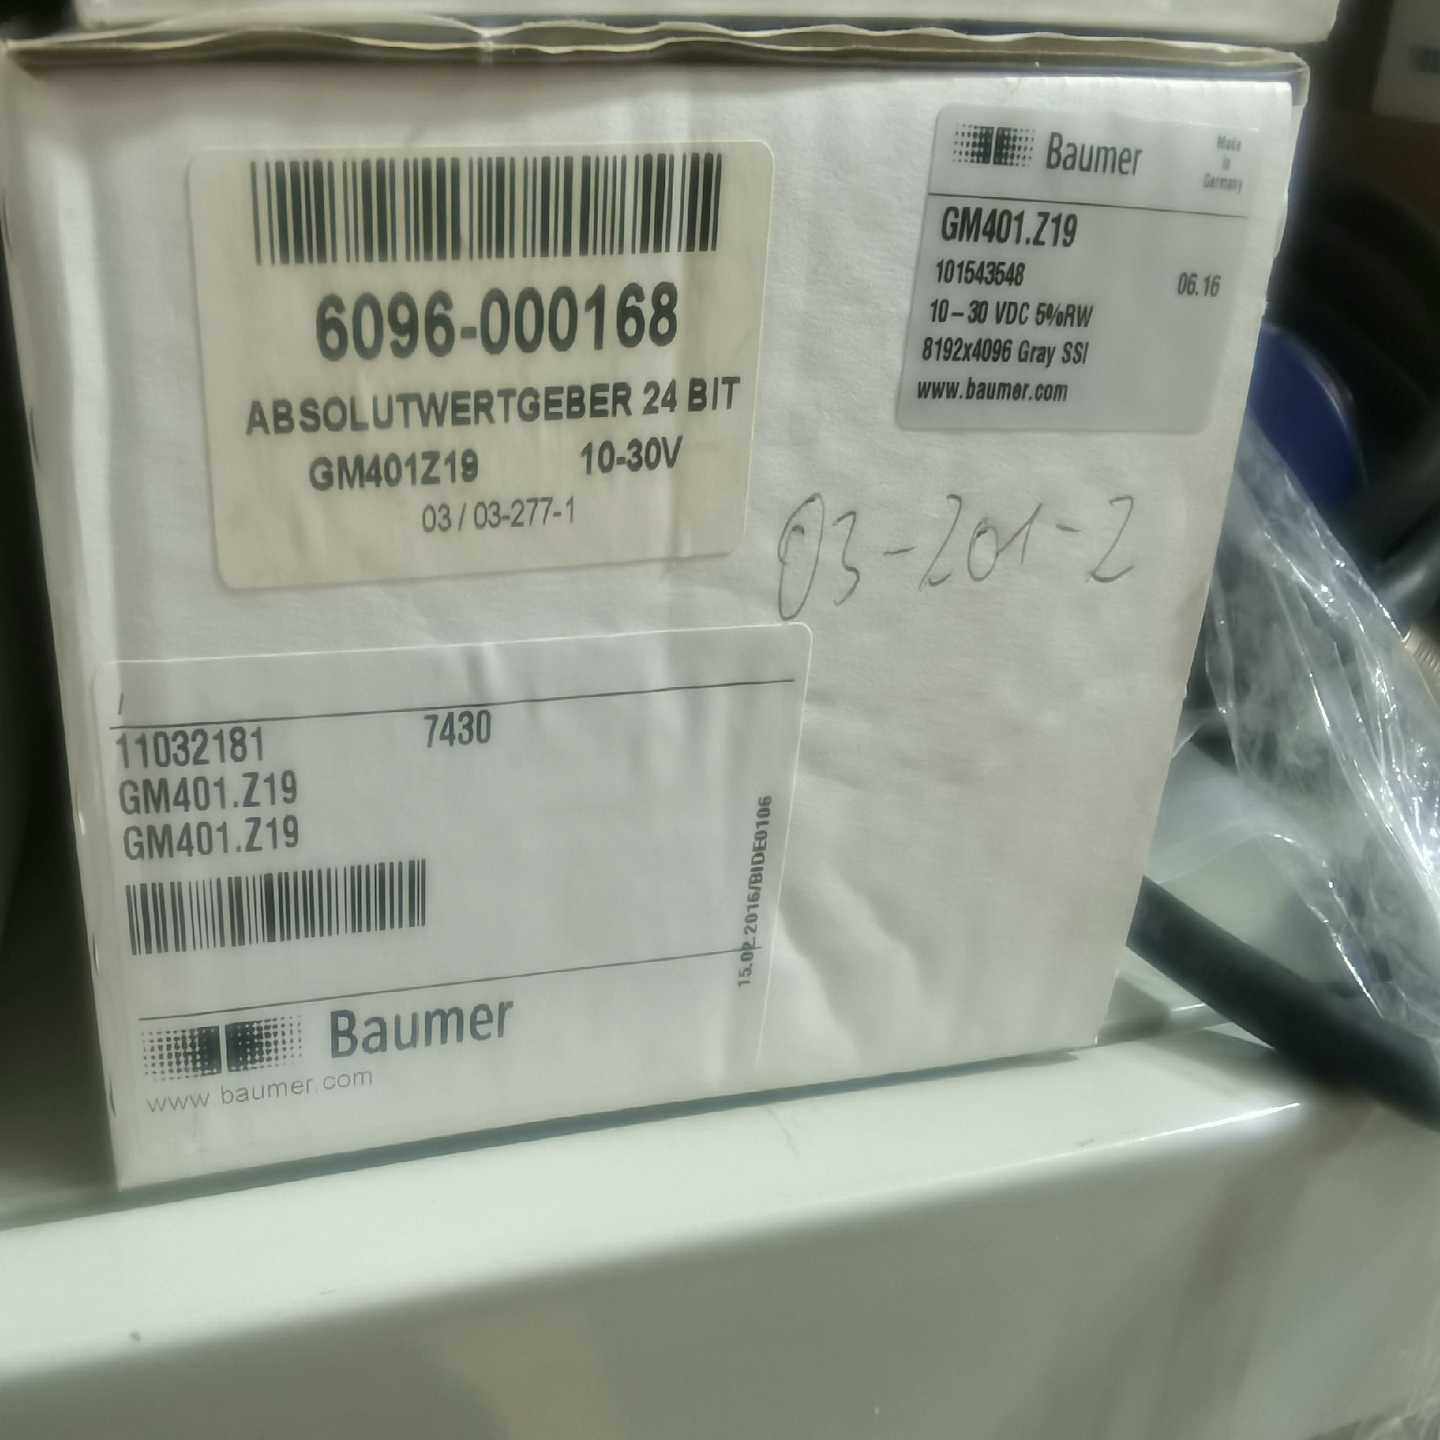 6096-000168
ABSOLUTWERTGEBER 24 BIT
GM401Z19 10-30V
03 / 03-277-1
Baumer
Made
in
Germany
GM401.Z19
101543548 06.16
10-30 VDC 5%RW
8192x4096 Gray SSI
www.baumer.com
03-201-2
/
11032181 7430
GM401.Z19
GM401.Z19
15.02.2016/BIDE0106
Baumer
www.baumer.com